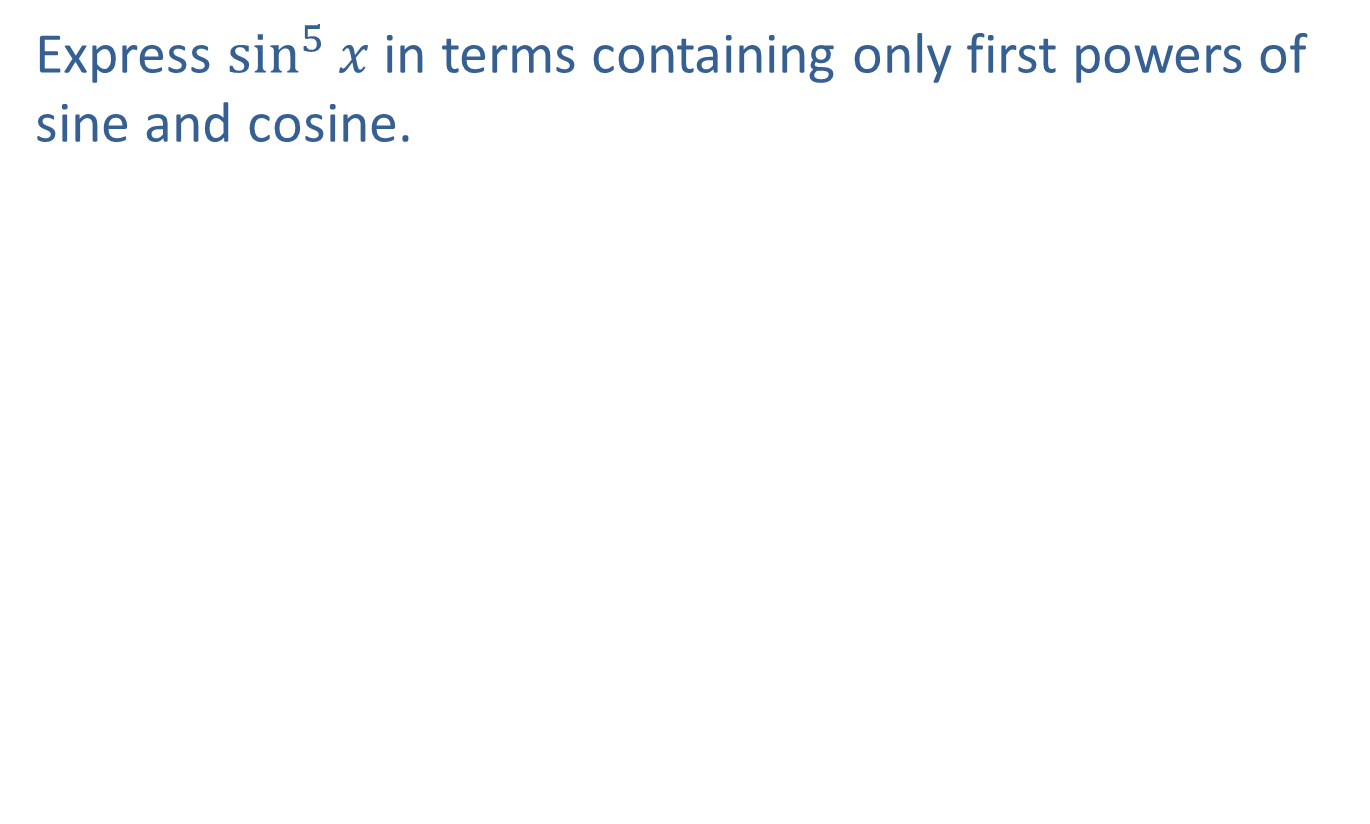 Express sin⁵ x in terms containing only first powers of
sine and cosine.